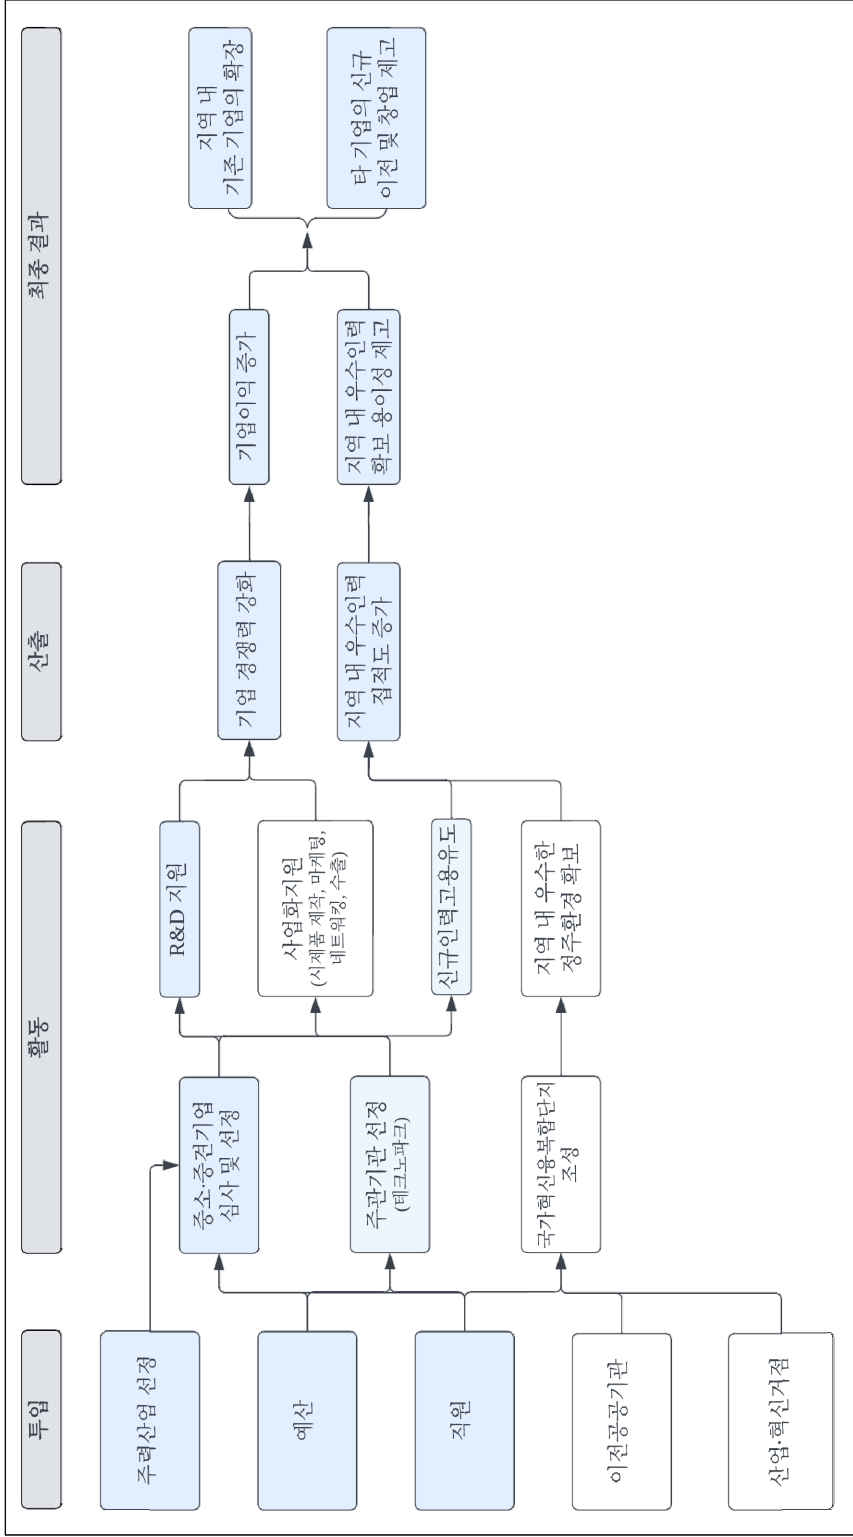 투입
활동
산출
최종 결과
주력산업 선정
예산
직원
이전공공기관
산업·혁신거점
중소·중견기업
심사 및 선정
주관기관 선정
(테크노파크)
국가혁신융복합단지
조성
R&D 지원
사업화지원
(시제품 제작, 마케팅,
네트워킹, 수출)
신규인력고용유도
지역 내 우수한
정주환경 확보
기업 경쟁력 강화
지역 내 우수인력
집적도 증가
기업이익 증가
지역 내 우수인력
확보 용이성 제고
지역 내
기존 기업의 확장
타 기업의 신규
이전 및 창업 제고